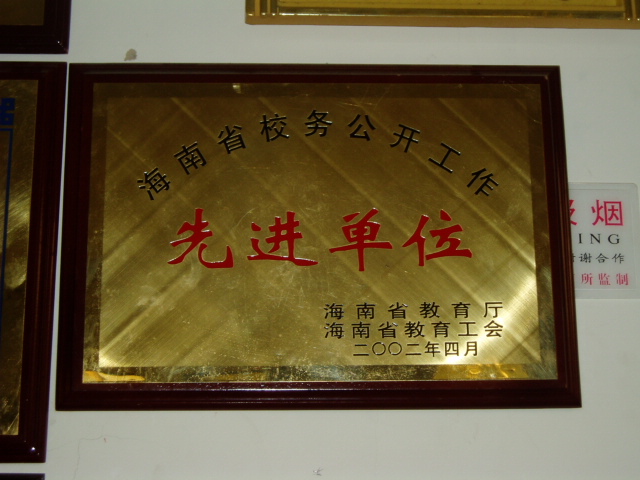 海南省校务公开工作
先进单位
海南省教育厅
海南省教育工会
二〇〇二年四月
烟
ING
谢合作
所监制